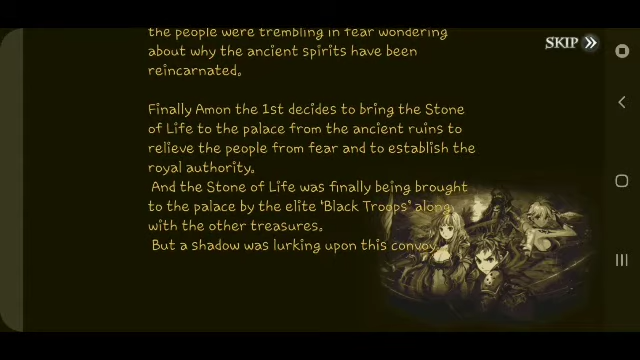 the people were trembling in fear wondering
about why the ancient spirits have been
reincarnated.
SKIP
Finally Amon the 1st decides to bring the Stone
of Life to the palace from the ancient ruins to
relieve the people from fear and to establish the
royal authority.
And the Stone of Life was finally being brought
to the palace by the elite 'Black Troops' along
with the other treasures.
But a shadow was lurking upon this convoy.